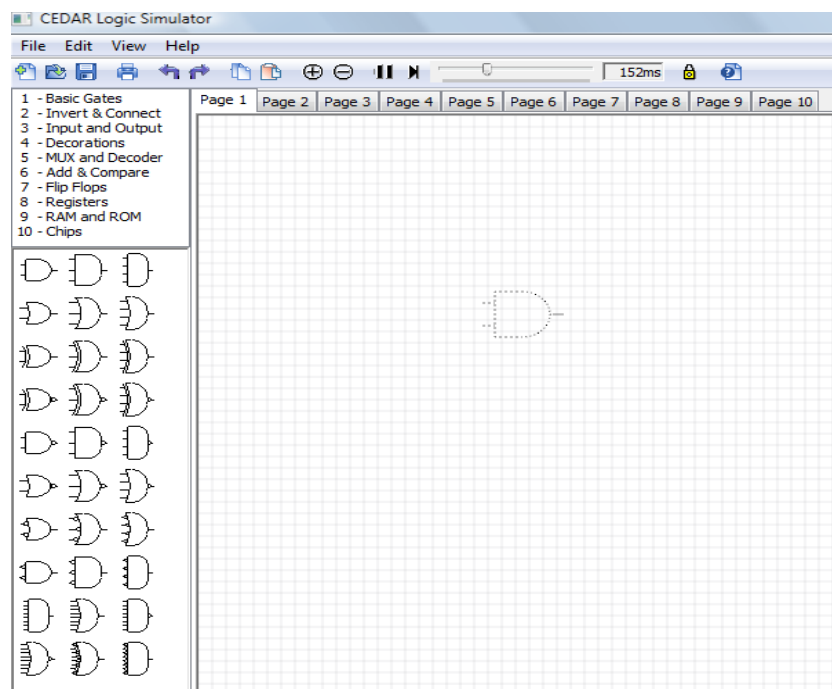 CEDAR Logic Simulator
File Edit View Help
152ms
1 - Basic Gates
2 - Invert & Connect
3 - Input and Output
4 - Decorations
5 - MUX and Decoder
6 - Add & Compare
7 - Flip Flops
8 - Registers
9 - RAM and ROM
10 - Chips
Page 1 Page 2 Page 3 Page 4 Page 5 Page 6 Page 7 Page 8 Page 9 Page 10